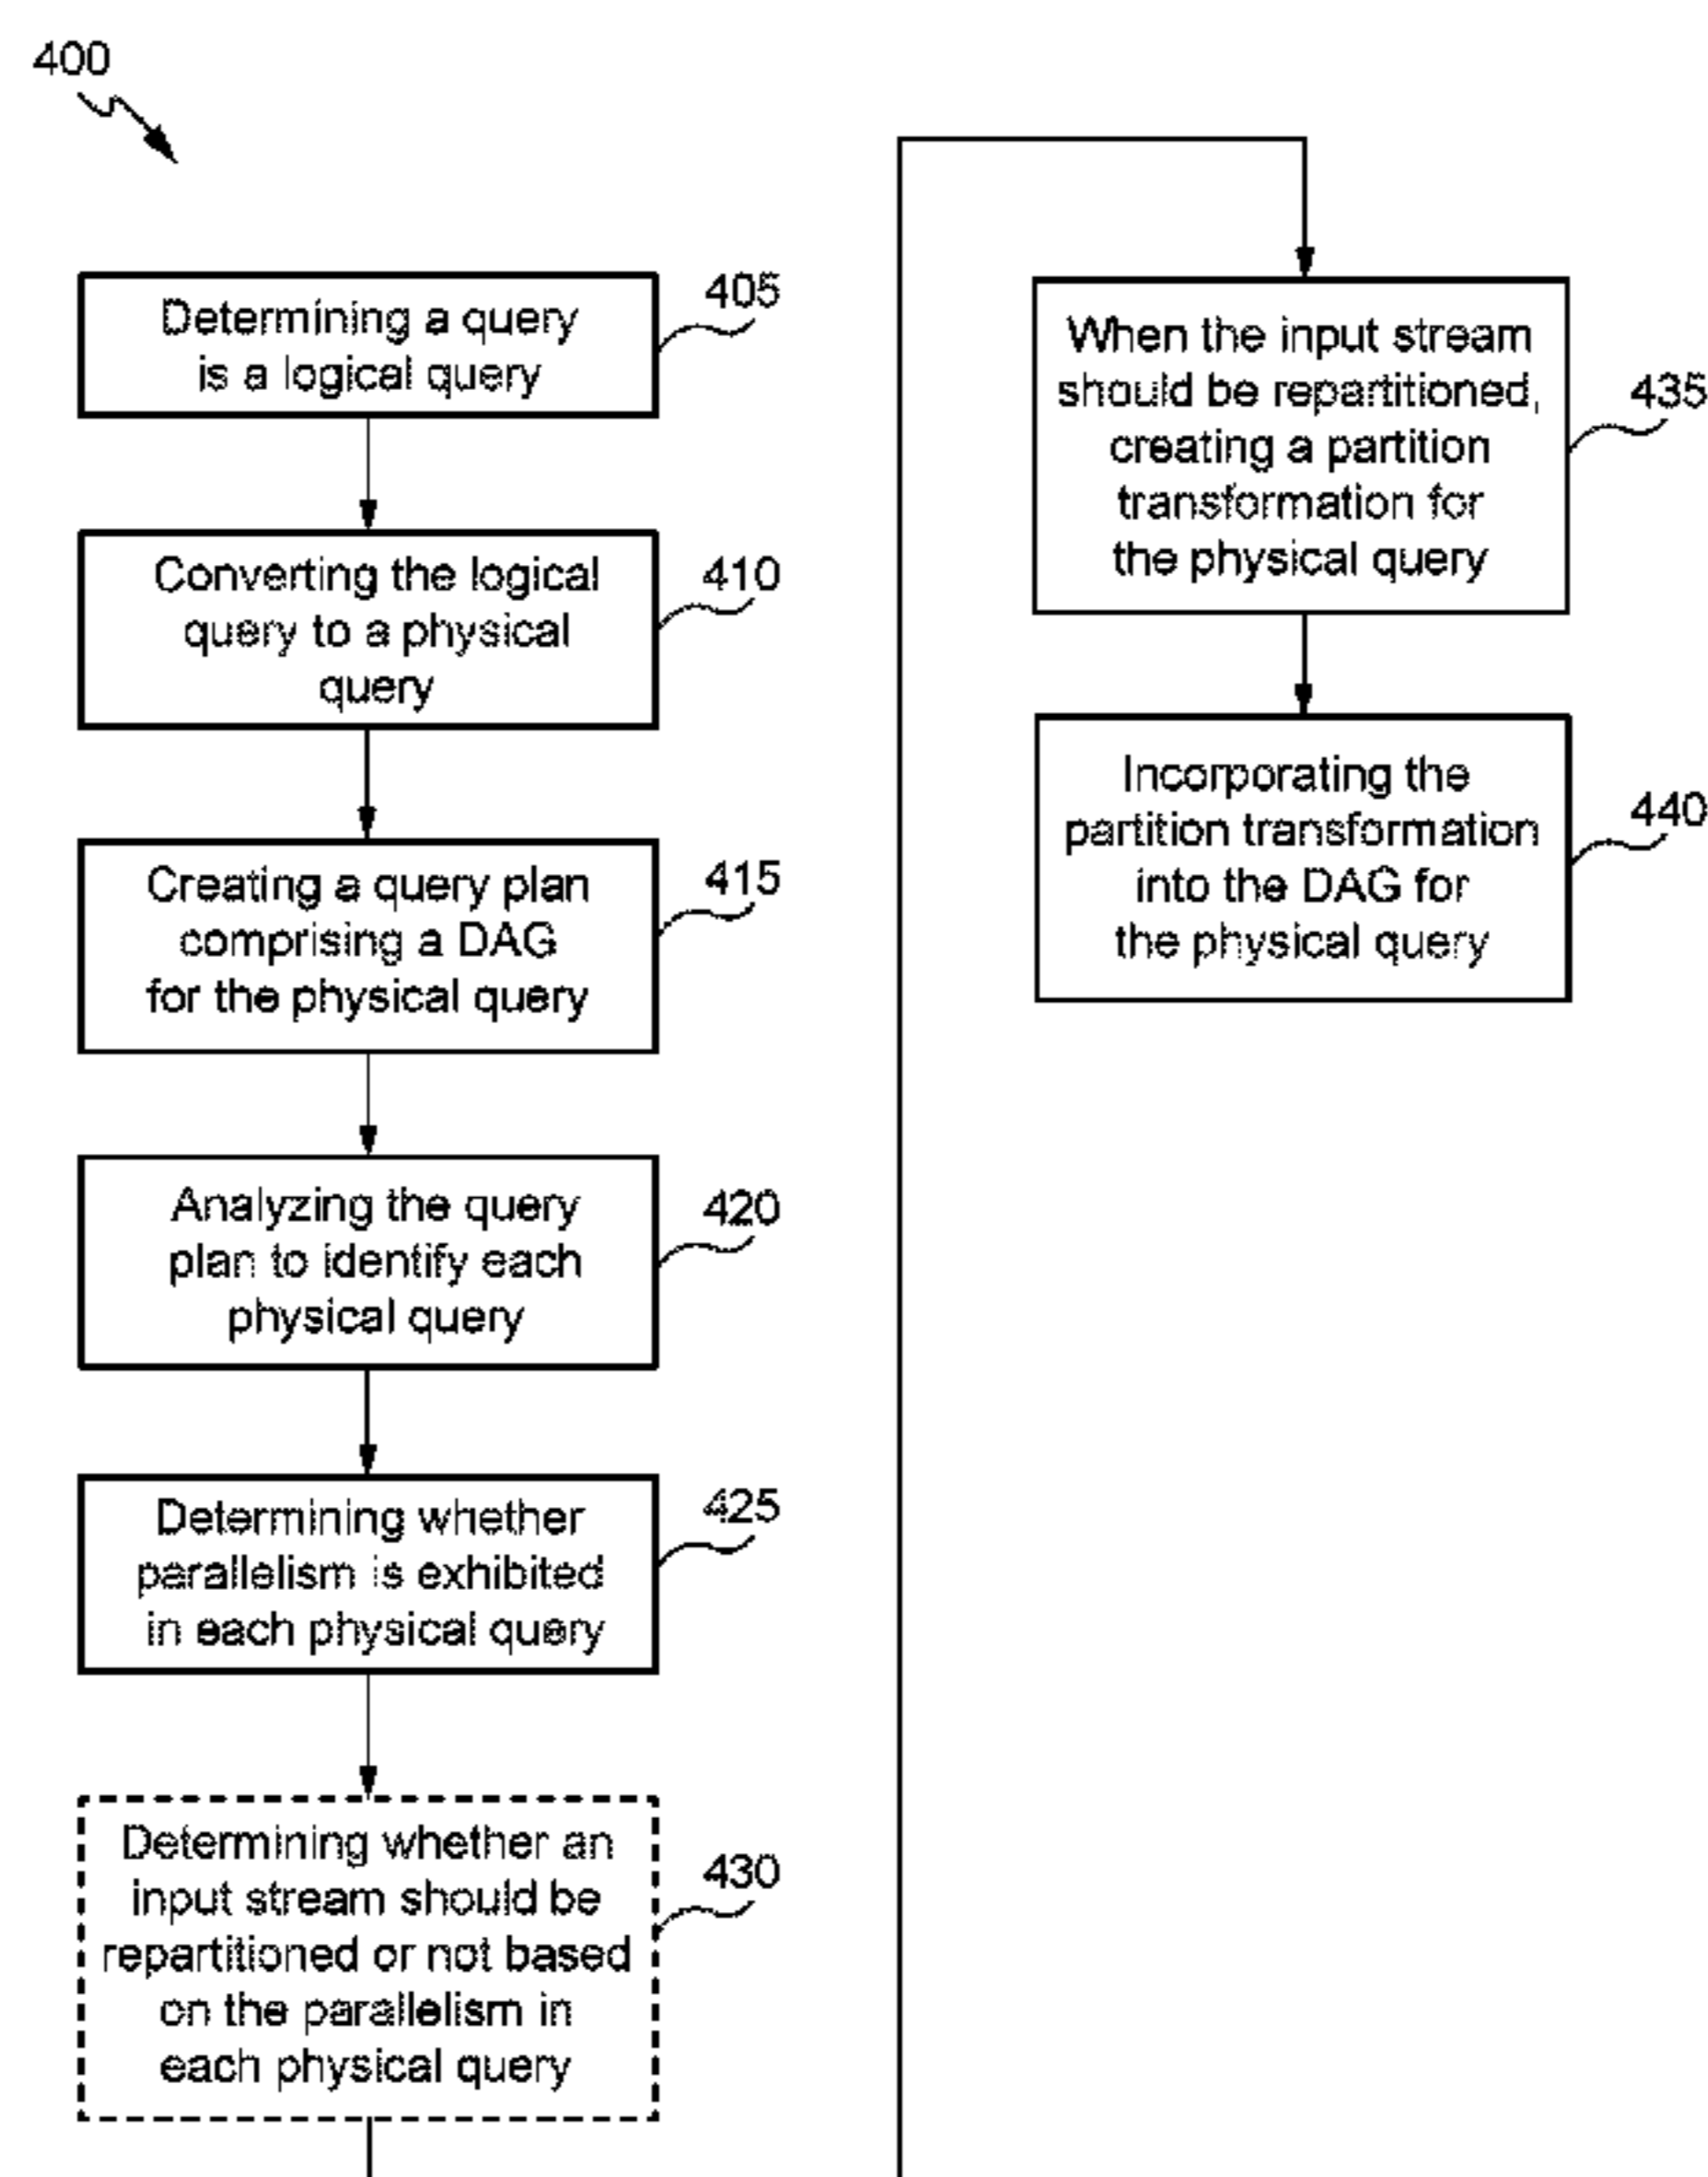 400
Determining a query
is a logical query
405
Converting the logical
query to a physical
query
410
Creating a query plan
comprising a DAG
for the physical query
415
Analyzing the query
plan to identify each
physical query
420
Determining whether
parallelism is exhibited
in each physical query
425
Determining whether an
input stream should be
repartitioned or not based
on the parallelism in
each physical query
430
When the input stream
should be repartitioned,
creating a partition
transformation for
the physical query
435
Incorporating the
partition transformation
into the DAG for
the physical query
440